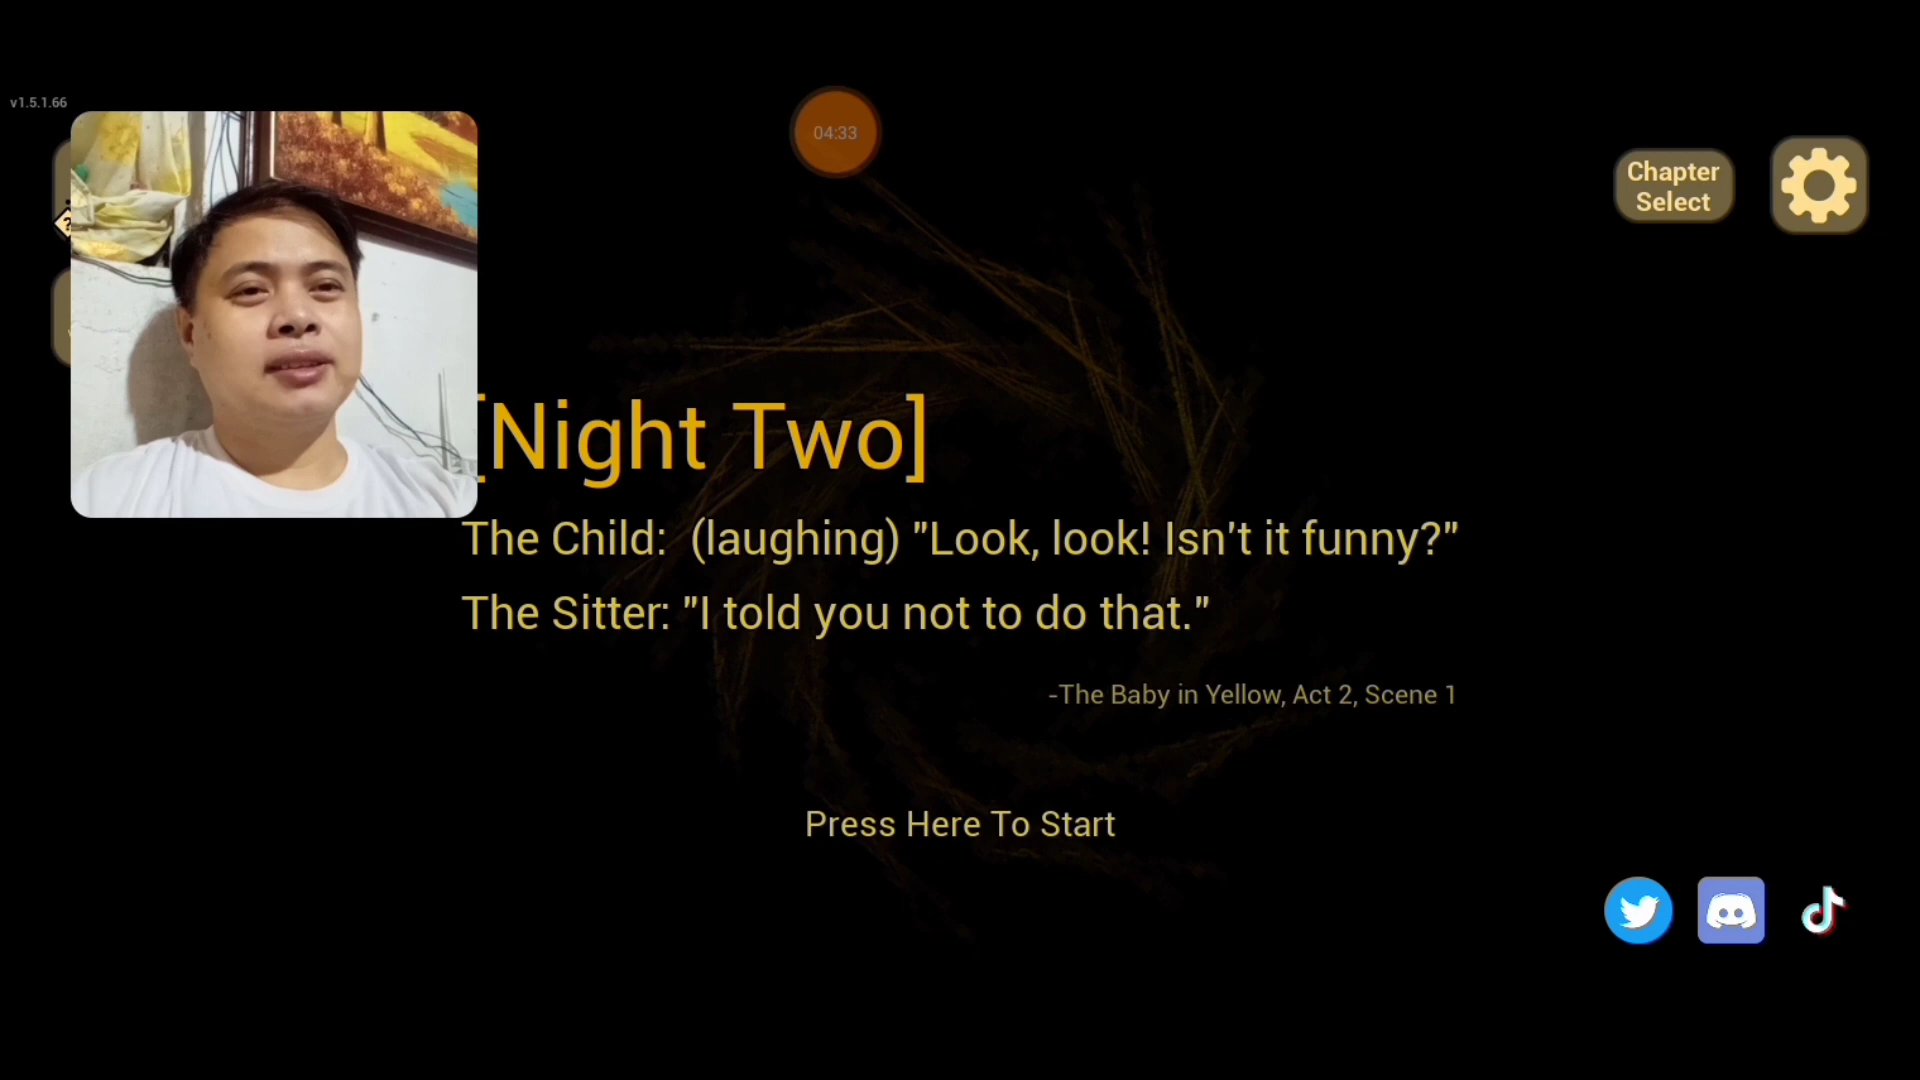 v1.5.1.66
04:33
Chapter
Select
?
[Night Two]
The Child:  (laughing) "Look, look! Isn't it funny?"
The Sitter: "I told you not to do that."
-The Baby in Yellow, Act 2, Scene 1
Press Here To Start